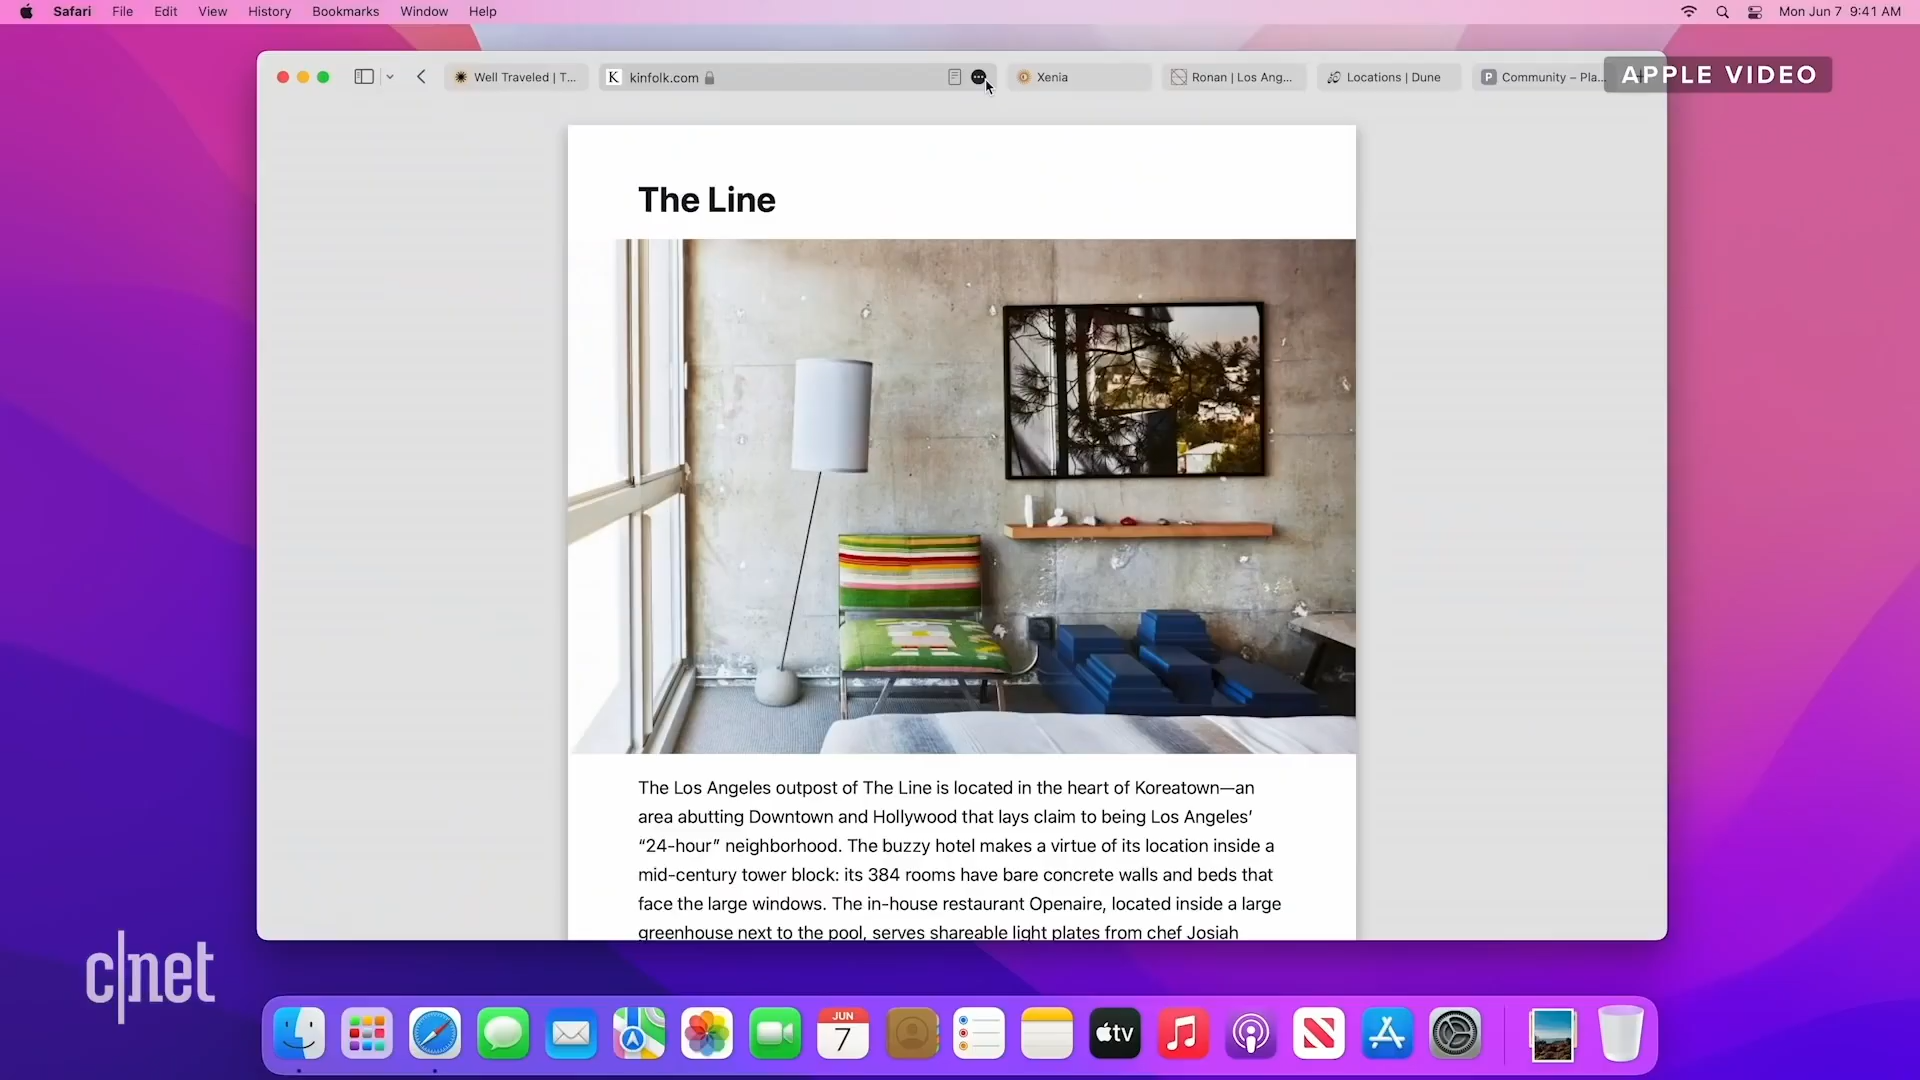 Safari File Edit View History Bookmarks Window Help
Mon Jun 7 9:41 AM
Well Traveled | T...
K kinfolk.com
Xenia
Ronan | Los Ang...
Locations | Dune
P Community – Pla...
APPLE VIDEO
The Line
The Los Angeles outpost of The Line is located in the heart of Koreatown—an
area abutting Downtown and Hollywood that lays claim to being Los Angeles’
“24-hour” neighborhood. The buzzy hotel makes a virtue of its location inside a
mid-century tower block: its 384 rooms have bare concrete walls and beds that
face the large windows. The in-house restaurant Openaire, located inside a large
greenhouse next to the pool, serves shareable light plates from chef Josiah
c|net
JUN
7
tv